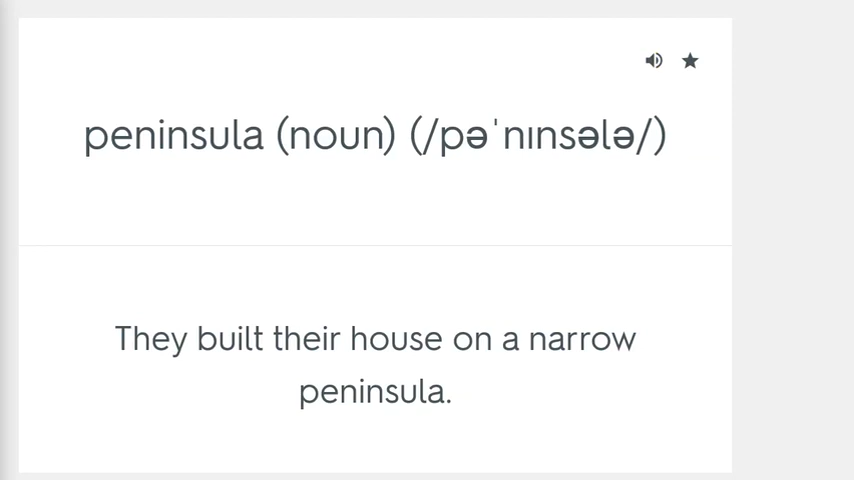 peninsula (noun) (/pəˈnɪnsələ/)
They built their house on a narrow
peninsula.